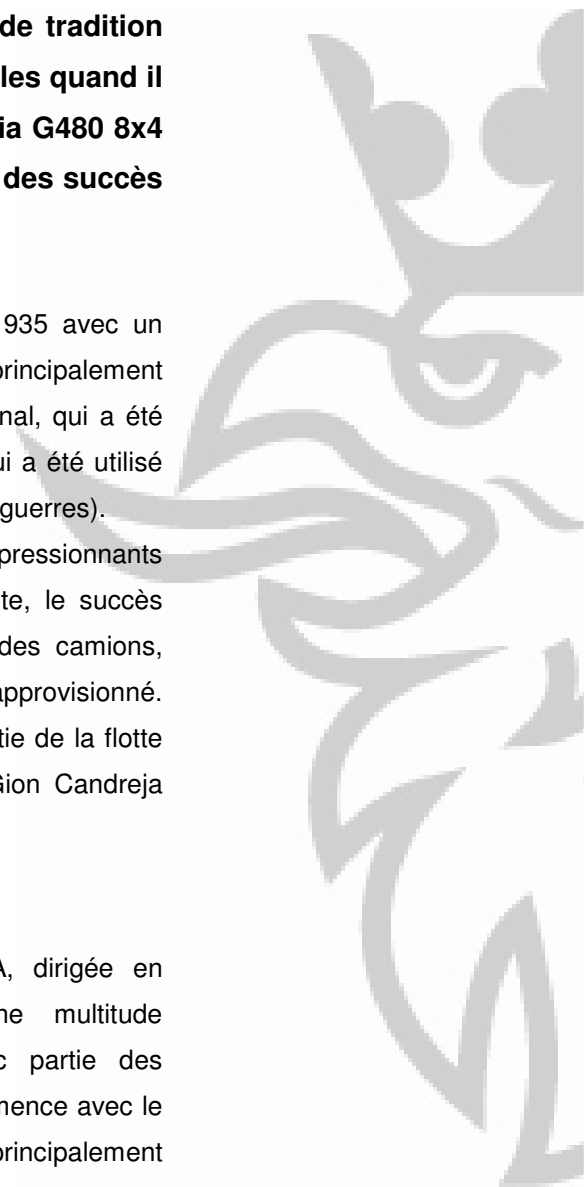 de tradition
les quand il
ia G480 8x4
des succès
935 avec un
principalement
nal, qui a été
ui a été utilisé
guerres).
pressionnants
te, le succès
des camions,
approvisionné.
tie de la flotte
Gion Candreja
A, dirigée en
ne multitude
c partie des
mence avec le
principalement